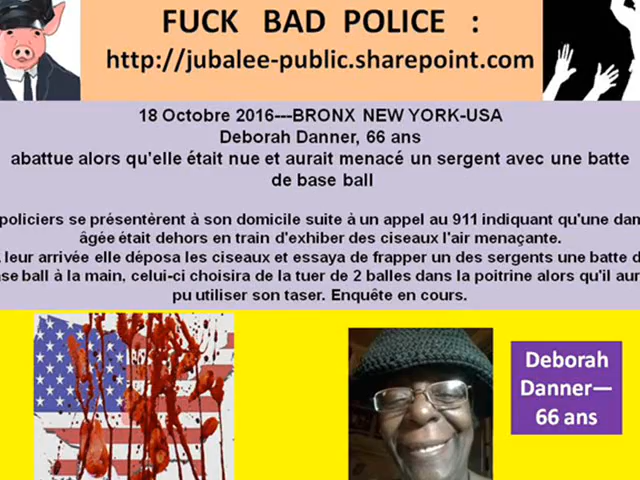 FUCK BAD POLICE :
http://jubalee-public.sharepoint.com
18 Octobre 2016---BRONX NEW YORK-USA
Deborah Danner, 66 ans
abattue alors qu'elle était nue et aurait menacé un sergent avec une batte
de base ball
policiers se présentèrent à son domicile suite à un appel au 911 indiquant qu'une
âgée était dehors en train d'exhiber des ciseaux l'air menaçante.
leur arrivée elle déposa les ciseaux et essaya de frapper un des sergents une batte
ball à la main, celui-ci choisira de la tuer de 2 balles dans la poitrine alors qu'il
pu utiliser son taser. Enquête en cours.
Deborah
Danner—
66 ans